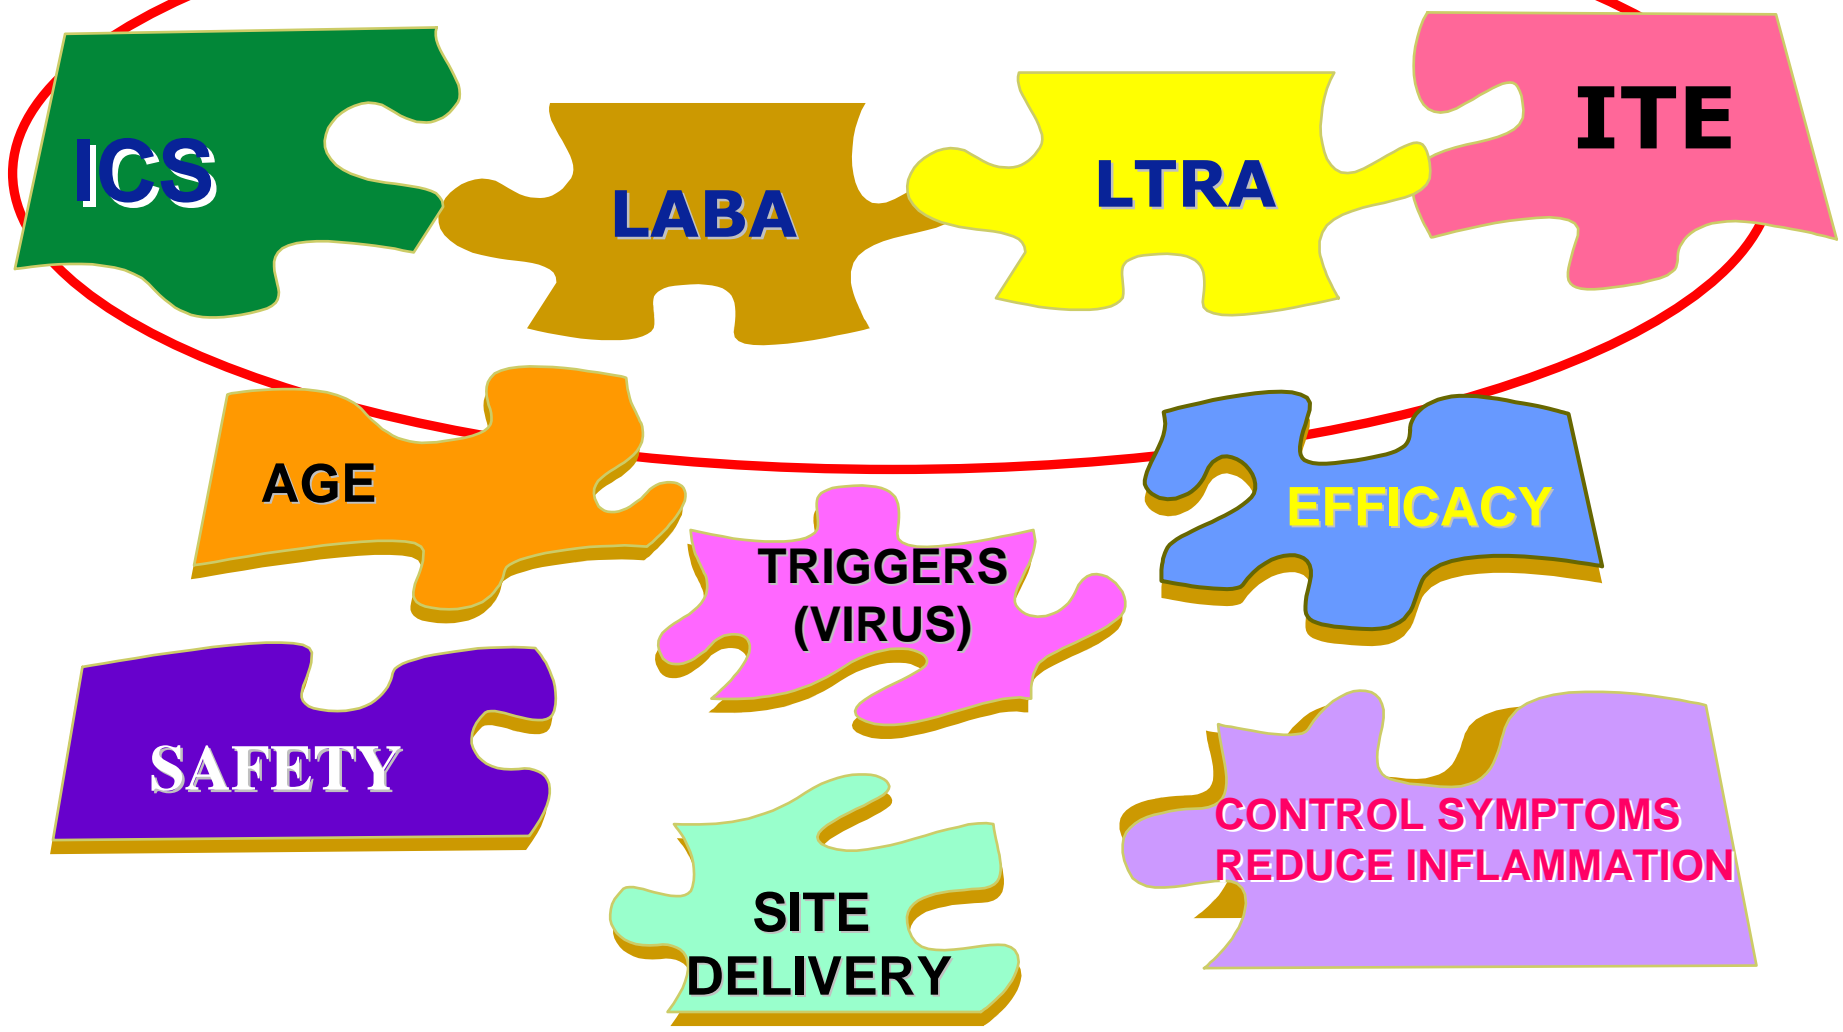 ICS
LABA
LTRA
ITE
AGE
TRIGGERS
(VIRUS)
EFFICACY
SAFETY
SITE
DELIVERY
CONTROL SYMPTOMS
REDUCE INFLAMMATION